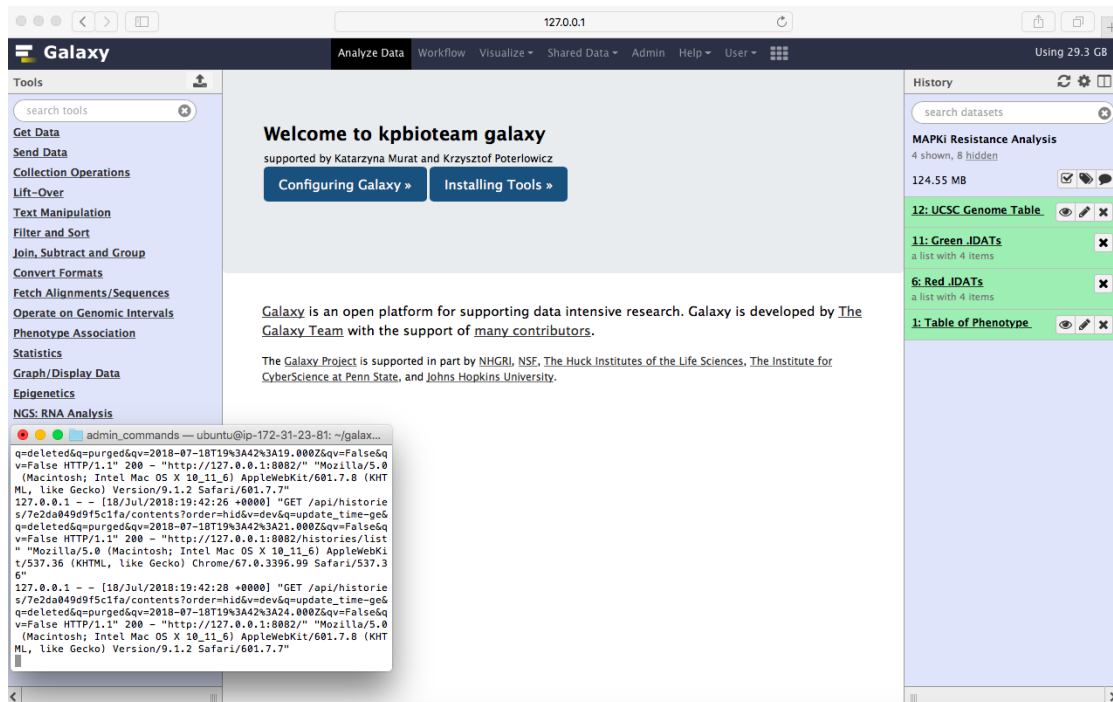 127.0.0.1
Galaxy
Analyze Data Workflow Visualize Shared Data Admin Help User
Using 29.3 GB
Tools
search tools
Get Data
Send Data
Collection Operations
Lift-Over
Text Manipulation
Filter and Sort
Join, Subtract and Group
Convert Formats
Fetch Alignments/Sequences
Operate on Genomic Intervals
Phenotype Association
Statistics
Graph/Display Data
Epigenetics
NGS: RNA Analysis
Welcome to kpbioteam galaxy
supported by Katarzyna Murat and Krzysztof Poterlowicz
Configuring Galaxy » Installing Tools »
Galaxy is an open platform for supporting data intensive research. Galaxy is developed by The
Galaxy Team with the support of many contributors.
The Galaxy Project is supported in part by NHGRI, NSF, The Huck Institutes of the Life Sciences, The Institute for
CyberScience at Penn State, and Johns Hopkins University.
History
search datasets
MAPKi Resistance Analysis
4 shown, 8 hidden
124.55 MB
12: UCSC Genome Table
11: Green .IDATs
a list with 4 items
6: Red .IDATs
a list with 4 items
1: Table of Phenotype
admin_commands — ubuntu@ip-172-31-23-81: ~/galax...
q=deleted&q=purged&qv=2018-07-18T19%3A42%3A19.000Z&qv=False&q
v=False HTTP/1.1" 200 - "http://127.0.0.1:8082/" "Mozilla/5.0
(Macintosh; Intel Mac OS X 10_11_6) AppleWebKit/601.7.8 (KHT
ML, like Gecko) Version/9.1.2 Safari/601.7.7"
127.0.0.1 - - [18/Jul/2018:19:42:26 +0000] "GET /api/historie
s/7e2da049d9f5c1fa/contents?order=hid&v=dev&q=update_time-ge&
q=deleted&q=purged&qv=2018-07-18T19%3A42%3A21.000Z&qv=False&q
v=False HTTP/1.1" 200 - "http://127.0.0.1:8082/histories/list
" "Mozilla/5.0 (Macintosh; Intel Mac OS X 10_11_6) AppleWebKi
t/537.36 (KHTML, like Gecko) Chrome/67.0.3396.99 Safari/537.3
6"
127.0.0.1 - - [18/Jul/2018:19:42:28 +0000] "GET /api/historie
s/7e2da049d9f5c1fa/contents?order=hid&v=dev&q=update_time-ge&
q=deleted&q=purged&qv=2018-07-18T19%3A42%3A24.000Z&qv=False&q
v=False HTTP/1.1" 200 - "http://127.0.0.1:8082/" "Mozilla/5.0
(Macintosh; Intel Mac OS X 10_11_6) AppleWebKit/601.7.8 (KHT
ML, like Gecko) Version/9.1.2 Safari/601.7.7"